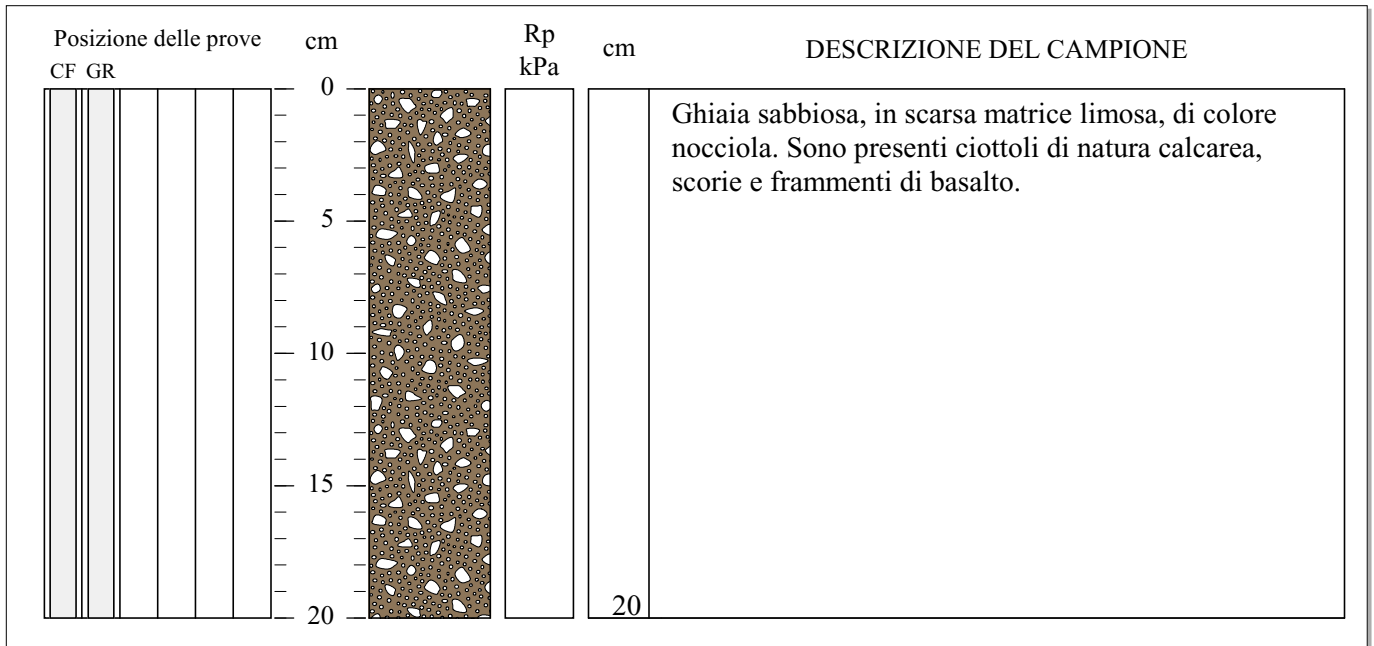 Posizione delle prove
CF GR
cm
Rp
kPa
cm
DESCRIZIONE DEL CAMPIONE
0
5
10
15
20
20
Ghiaia sabbiosa, in scarsa matrice limosa, di colore
nocciola. Sono presenti ciottoli di natura calcarea,
scorie e frammenti di basalto.